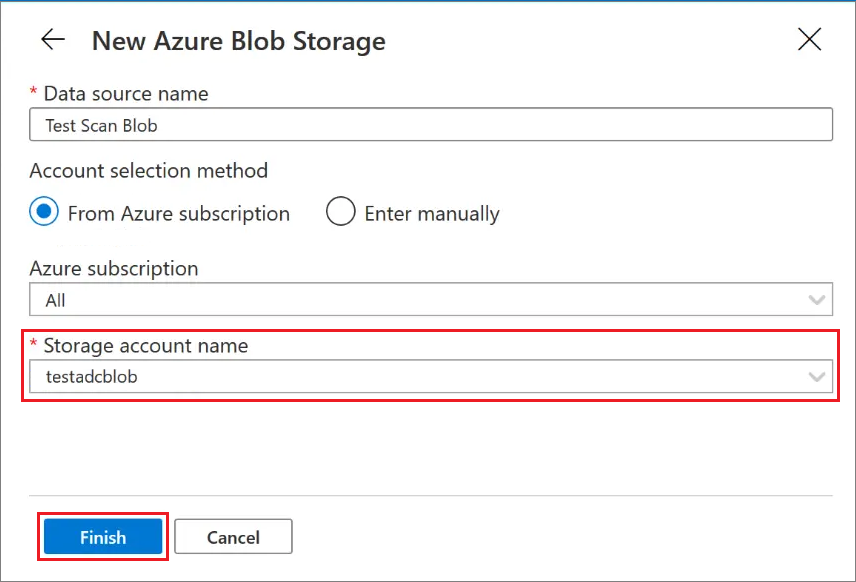 New Azure Blob Storage
* Data source name
Test Scan Blob
Account selection method
From Azure subscription Enter manually
Azure subscription
All
* Storage account name
testadcblob
Finish Cancel